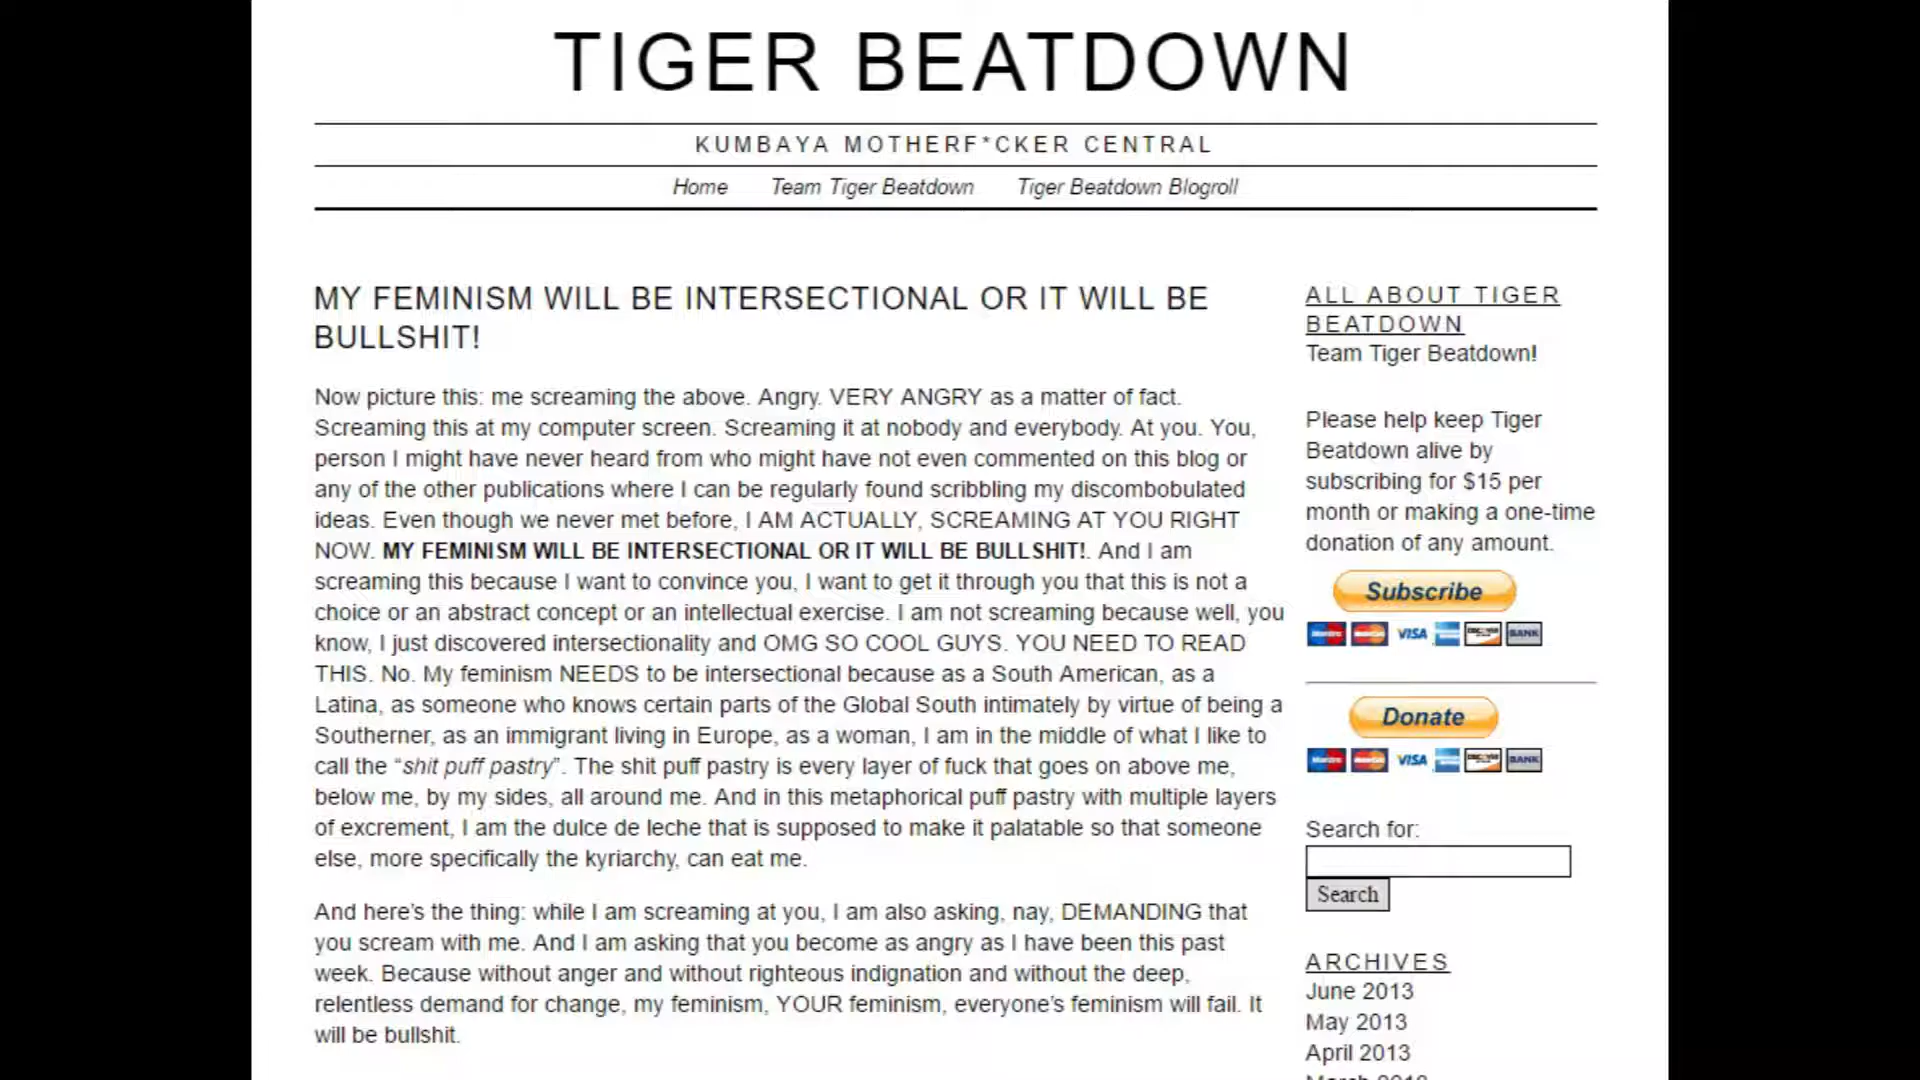 TIGER BEATDOWN
KUMBAYA MOTHERF*CKER CENTRAL
Home Team Tiger Beatdown Tiger Beatdown Blogroll
MY FEMINISM WILL BE INTERSECTIONAL OR IT WILL BE
BULLSHIT!
Now picture this: me screaming the above. Angry. VERY ANGRY as a matter of fact.
Screaming this at my computer screen. Screaming it at nobody and everybody. At you. You,
person I might have never heard from who might have not even commented on this blog or
any of the other publications where I can be regularly found scribbling my discombobulated
ideas. Even though we never met before, I AM ACTUALLY, SCREAMING AT YOU RIGHT
NOW. MY FEMINISM WILL BE INTERSECTIONAL OR IT WILL BE BULLSHIT!. And I am
screaming this because I want to convince you, I want to get it through you that this is not a
choice or an abstract concept or an intellectual exercise. I am not screaming because well, you
know, I just discovered intersectionality and OMG SO COOL GUYS. YOU NEED TO READ
THIS. No. My feminism NEEDS to be intersectional because as a South American, as a
Latina, as someone who knows certain parts of the Global South intimately by virtue of being a
Southerner, as an immigrant living in Europe, as a woman, I am in the middle of what I like to
call the “shit puff pastry”. The shit puff pastry is every layer of fuck that goes on above me,
below me, by my sides, all around me. And in this metaphorical puff pastry with multiple layers
of excrement, I am the dulce de leche that is supposed to make it palatable so that someone
else, more specifically the kyriarchy, can eat me.
And here’s the thing: while I am screaming at you, I am also asking, nay, DEMANDING that
you scream with me. And I am asking that you become as angry as I have been this past
week. Because without anger and without righteous indignation and without the deep,
relentless demand for change, my feminism, YOUR feminism, everyone’s feminism will fail. It
will be bullshit.
ALL ABOUT TIGER
BEATDOWN
Team Tiger Beatdown!
Please help keep Tiger
Beatdown alive by
subscribing for $15 per
month or making a one-time
donation of any amount.
Subscribe
VISA BANK
Donate
VISA BANK
Search for:
Search
ARCHIVES
June 2013
May 2013
April 2013